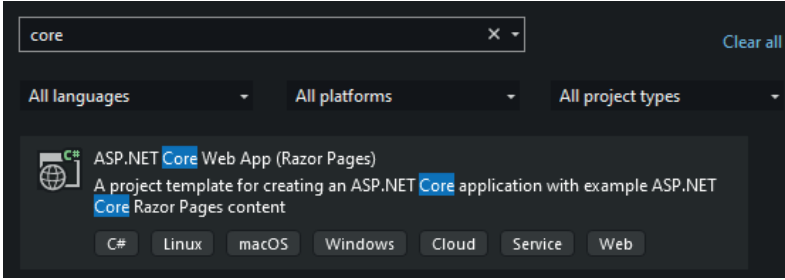 core
Clear all
All languages
All platforms
All project types
C#
ASP.NET Core Web App (Razor Pages)
A project template for creating an ASP.NET Core application with example ASP.NET
Core Razor Pages content
C# Linux macOS Windows Cloud Service Web